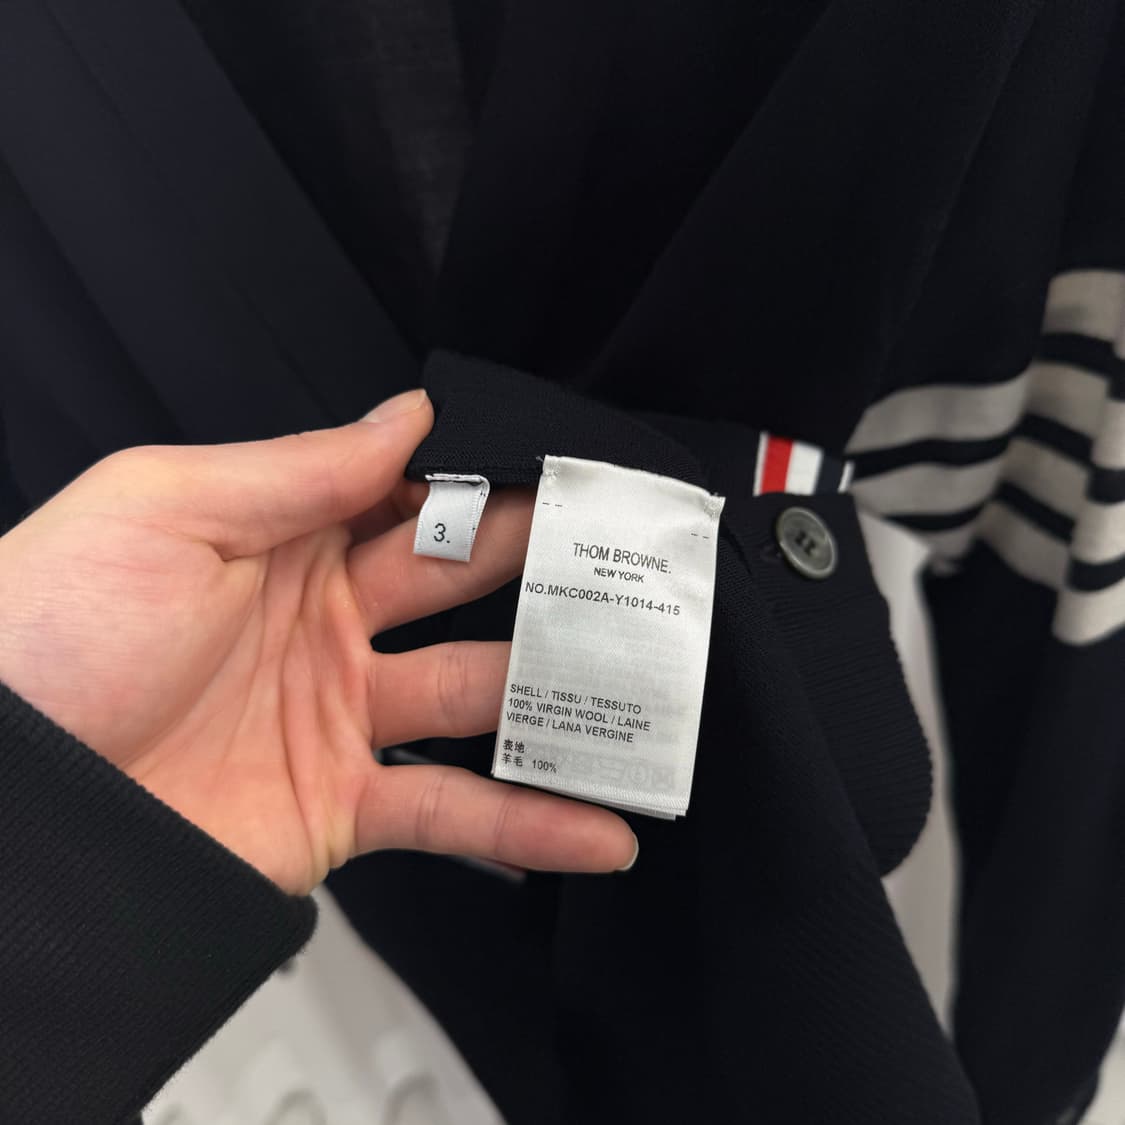 3.
THOM BROWNE.
NEW YORK
NO.MKC002A-Y1014-415
SHELL / TISSU / TESSUTO
100% VIRGIN WOOL / LAINE
VIERGE / LANA VERGINE
表地
羊毛 100%